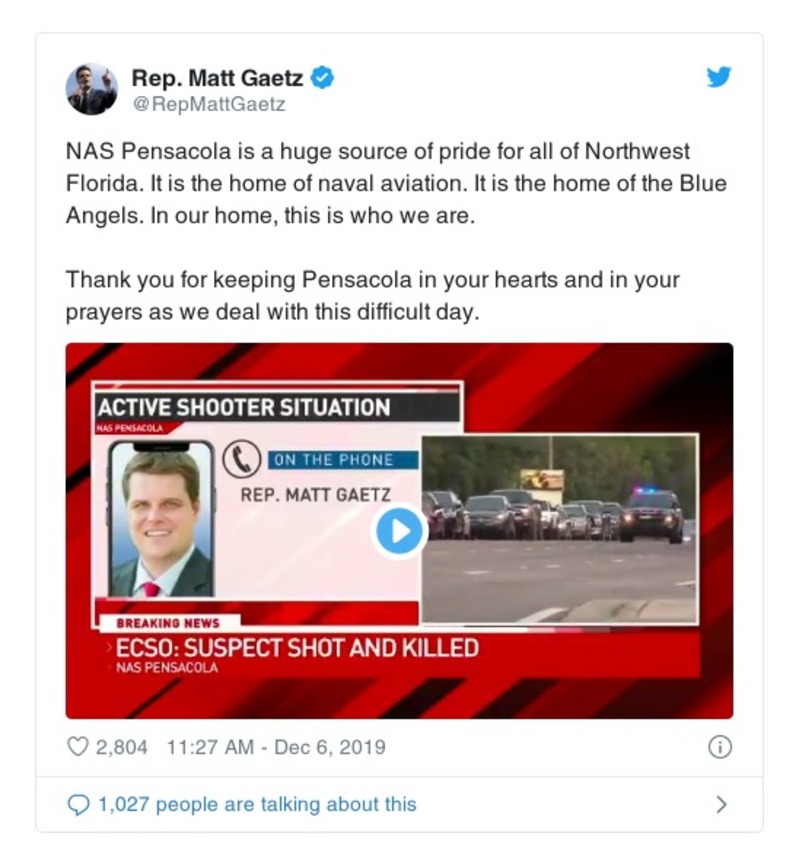 Rep. Matt Gaetz
@RepMattGaetz
NAS Pensacola is a huge source of pride for all of Northwest
Florida. It is the home of naval aviation. It is the home of the Blue
Angels. In our home, this is who we are.
Thank you for keeping Pensacola in your hearts and in your
prayers as we deal with this difficult day.
ACTIVE SHOOTER SITUATION
NAS PENSACOLA
ON THE PHONE
REP. MATT GAETZ
BREAKING NEWS
ECSO: SUSPECT SHOT AND KILLED
NAS PENSACOLA
2,804 11:27 AM - Dec 6, 2019
1,027 people are talking about this